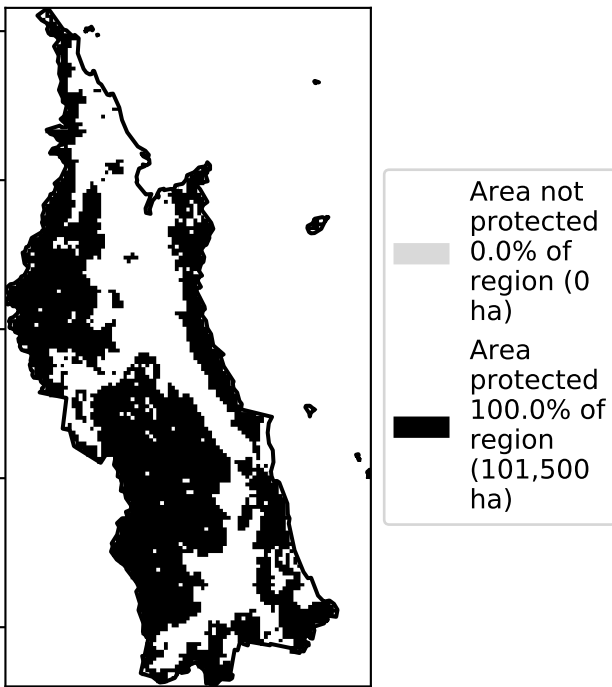 Area not
protected
0.0% of
region (0
ha)
Area
protected
100.0% of
region
(101,500
ha)